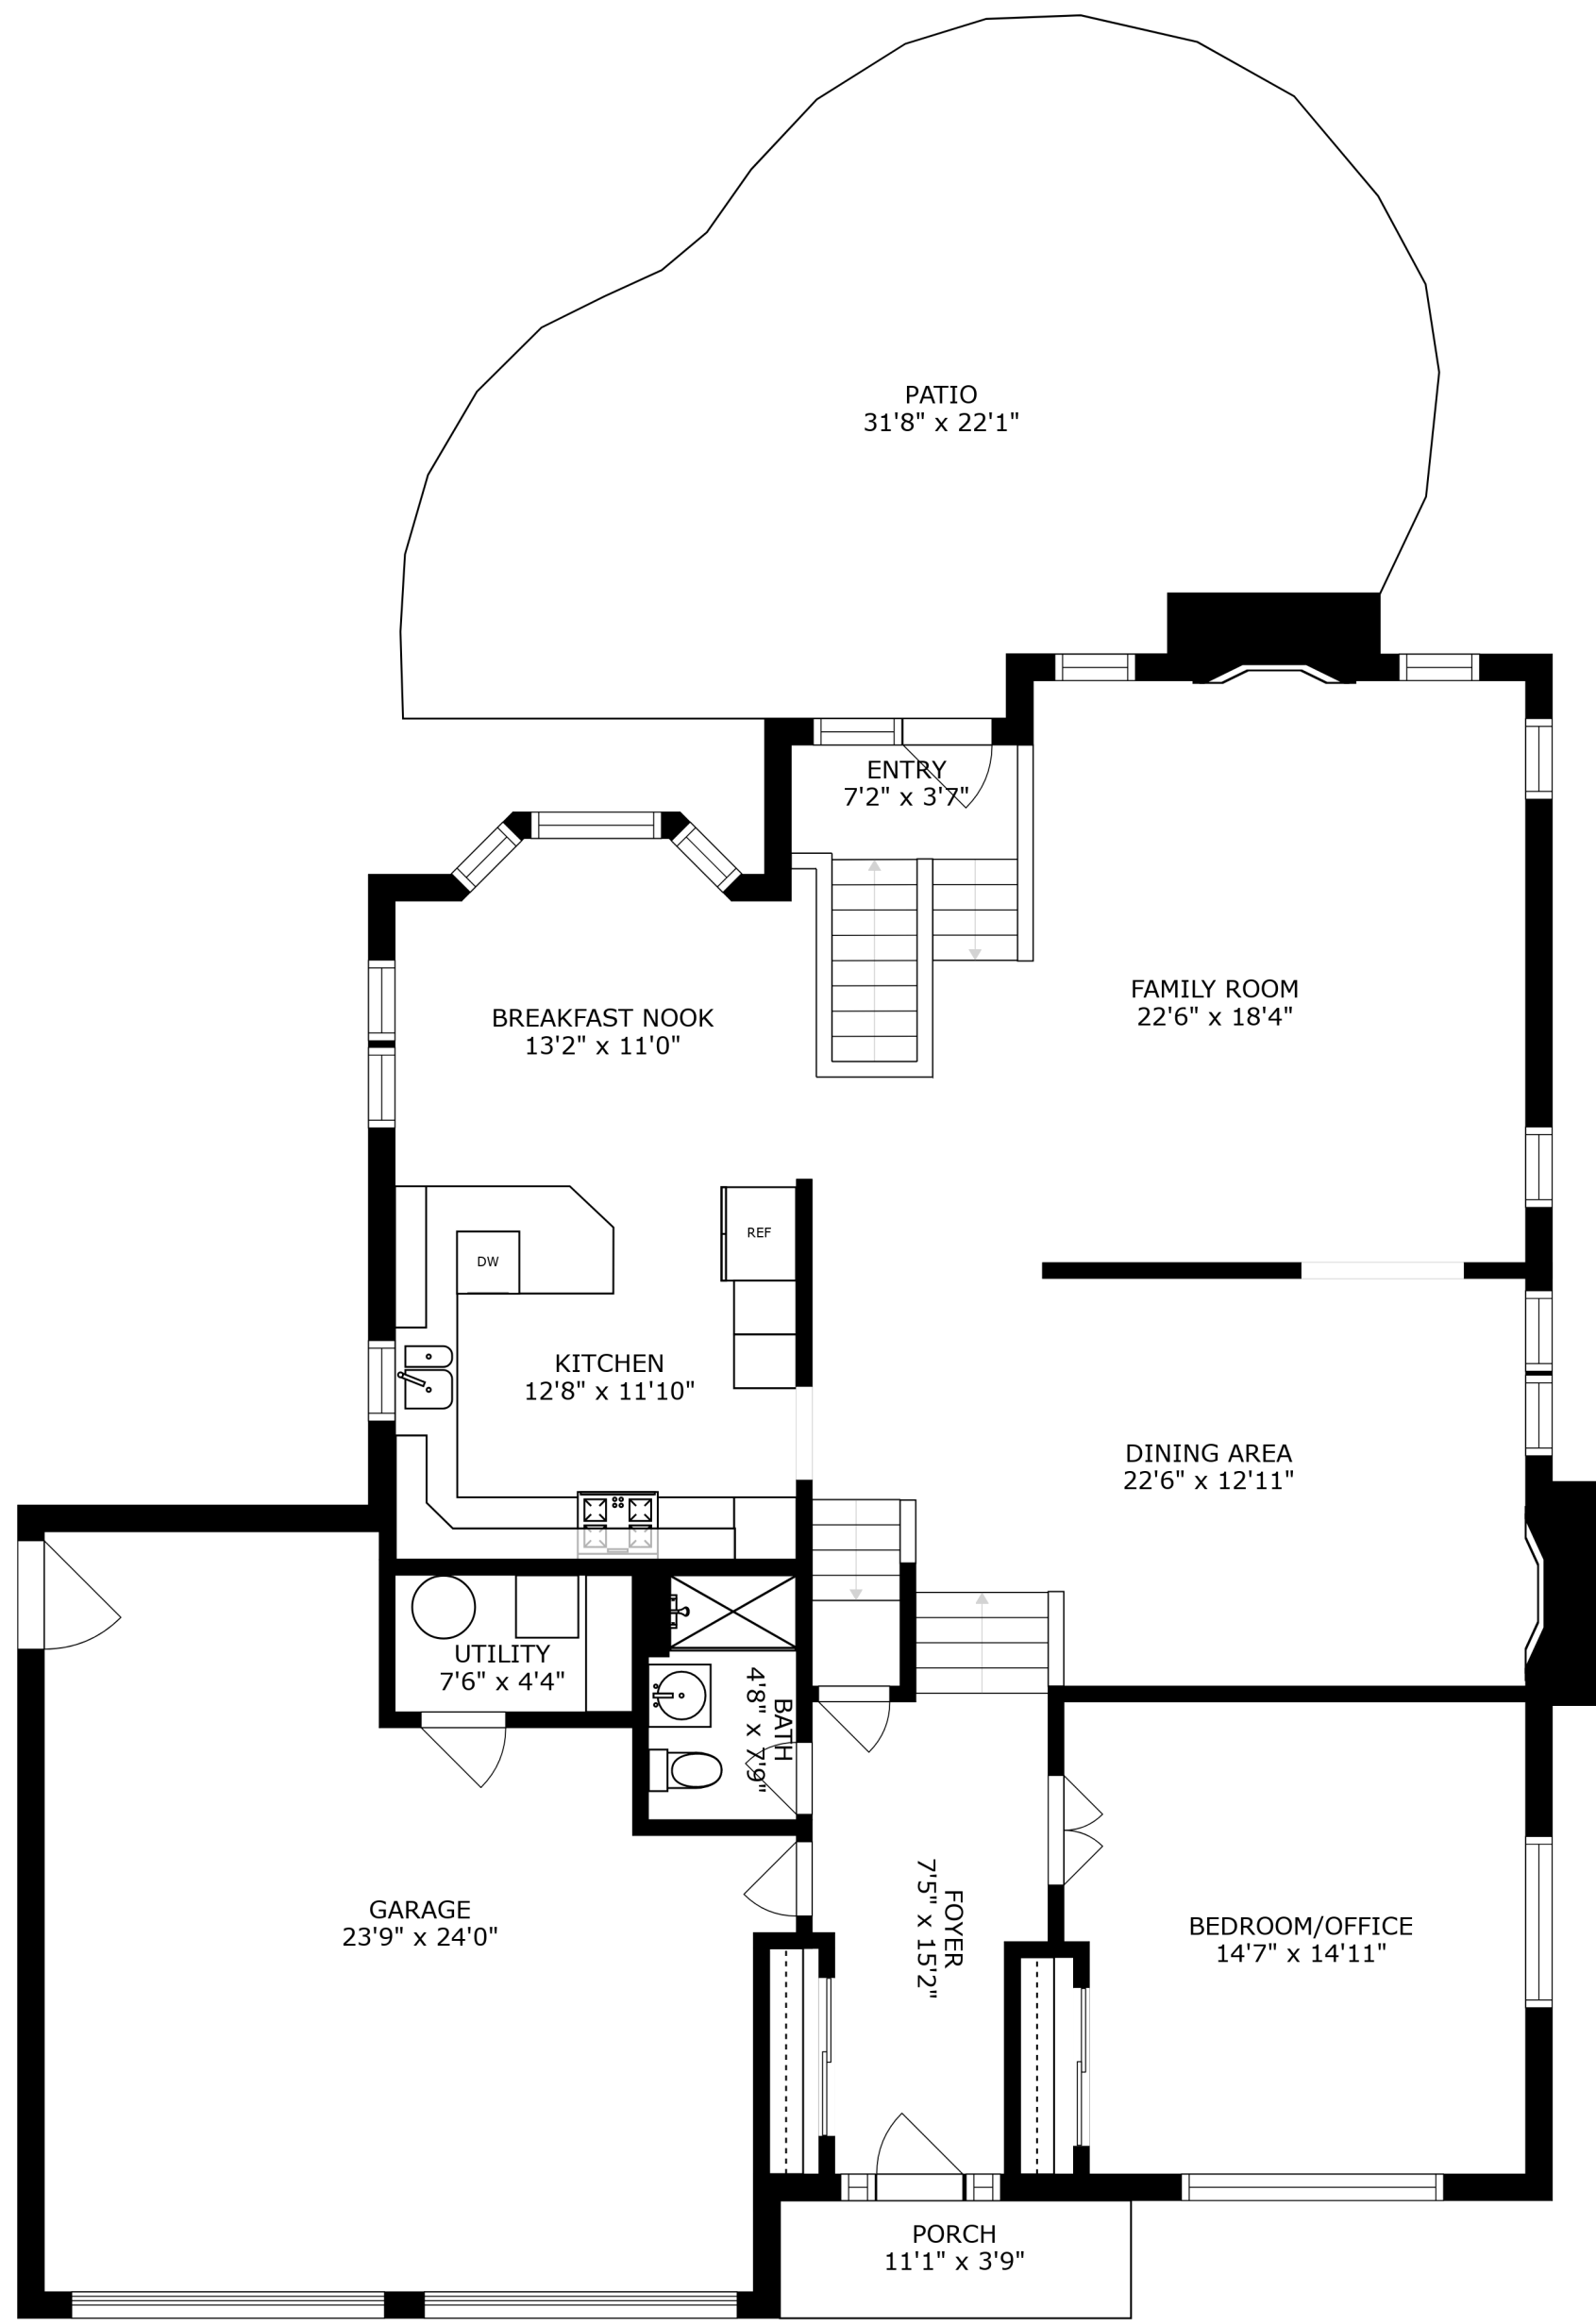 PATIO
31'8" x 22'1"
ENTRY
7'2" x 3'7"
FAMILY ROOM
22'6" x 18'4"
BREAKFAST NOOK
13'2" x 11'0"
REF
DW
KITCHEN
12'8" x 11'10"
DINING AREA
22'6" x 12'11"
UTILITY
7'6" x 4'4"
BATH
4'8" x 7'9"
GARAGE
23'9" x 24'0"
FOYER
7'5" x 15'2"
BEDROOM/OFFICE
14'7" x 14'11"
PORCH
11'1" x 3'9"